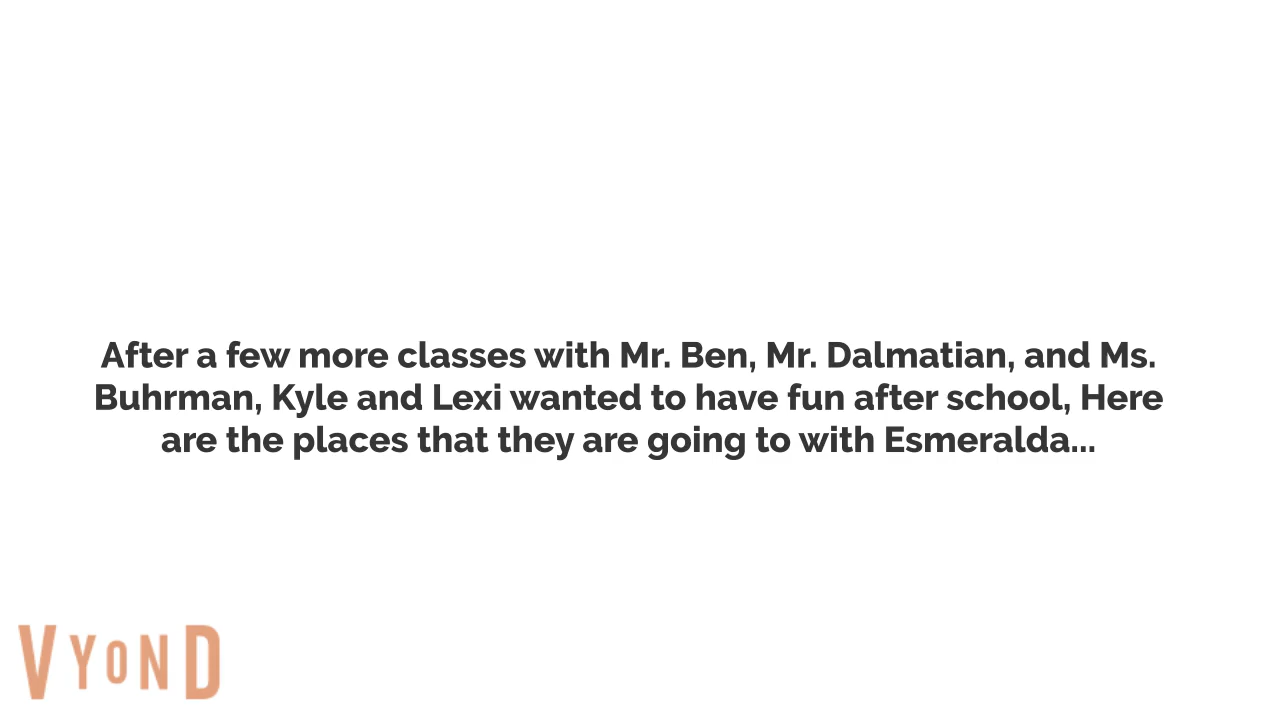 After a few more classes with Mr. Ben, Mr. Dalmatian, and Ms.
Buhrman, Kyle and Lexi wanted to have fun after school, Here
are the places that they are going to with Esmeralda...
VYOND